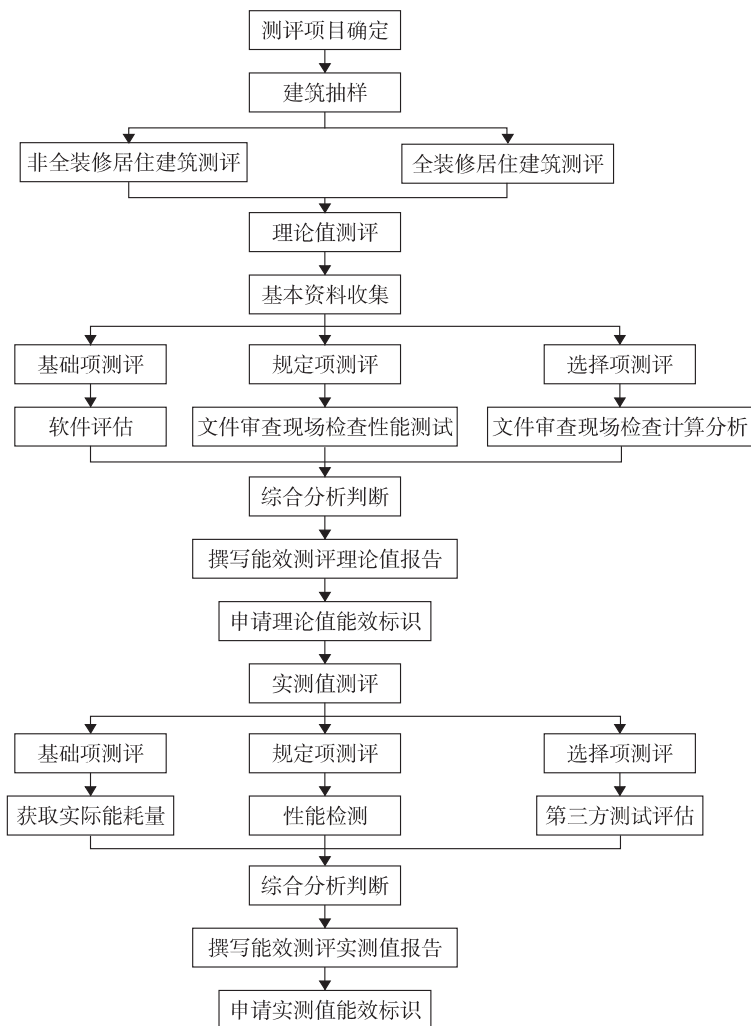 测评项目确定
建筑抽样
非全装修居住建筑测评
全装修居住建筑测评
理论值测评
基本资料收集
基础项测评
规定项测评
选择项测评
软件评估
文件审查现场检查性能测试
文件审查现场检查计算分析
综合分析判断
撰写能效测评理论值报告
申请理论值能效标识
实测值测评
基础项测评
规定项测评
选择项测评
获取实际能耗量
性能检测
第三方测试评估
综合分析判断
撰写能效测评实测值报告
申请实测值能效标识